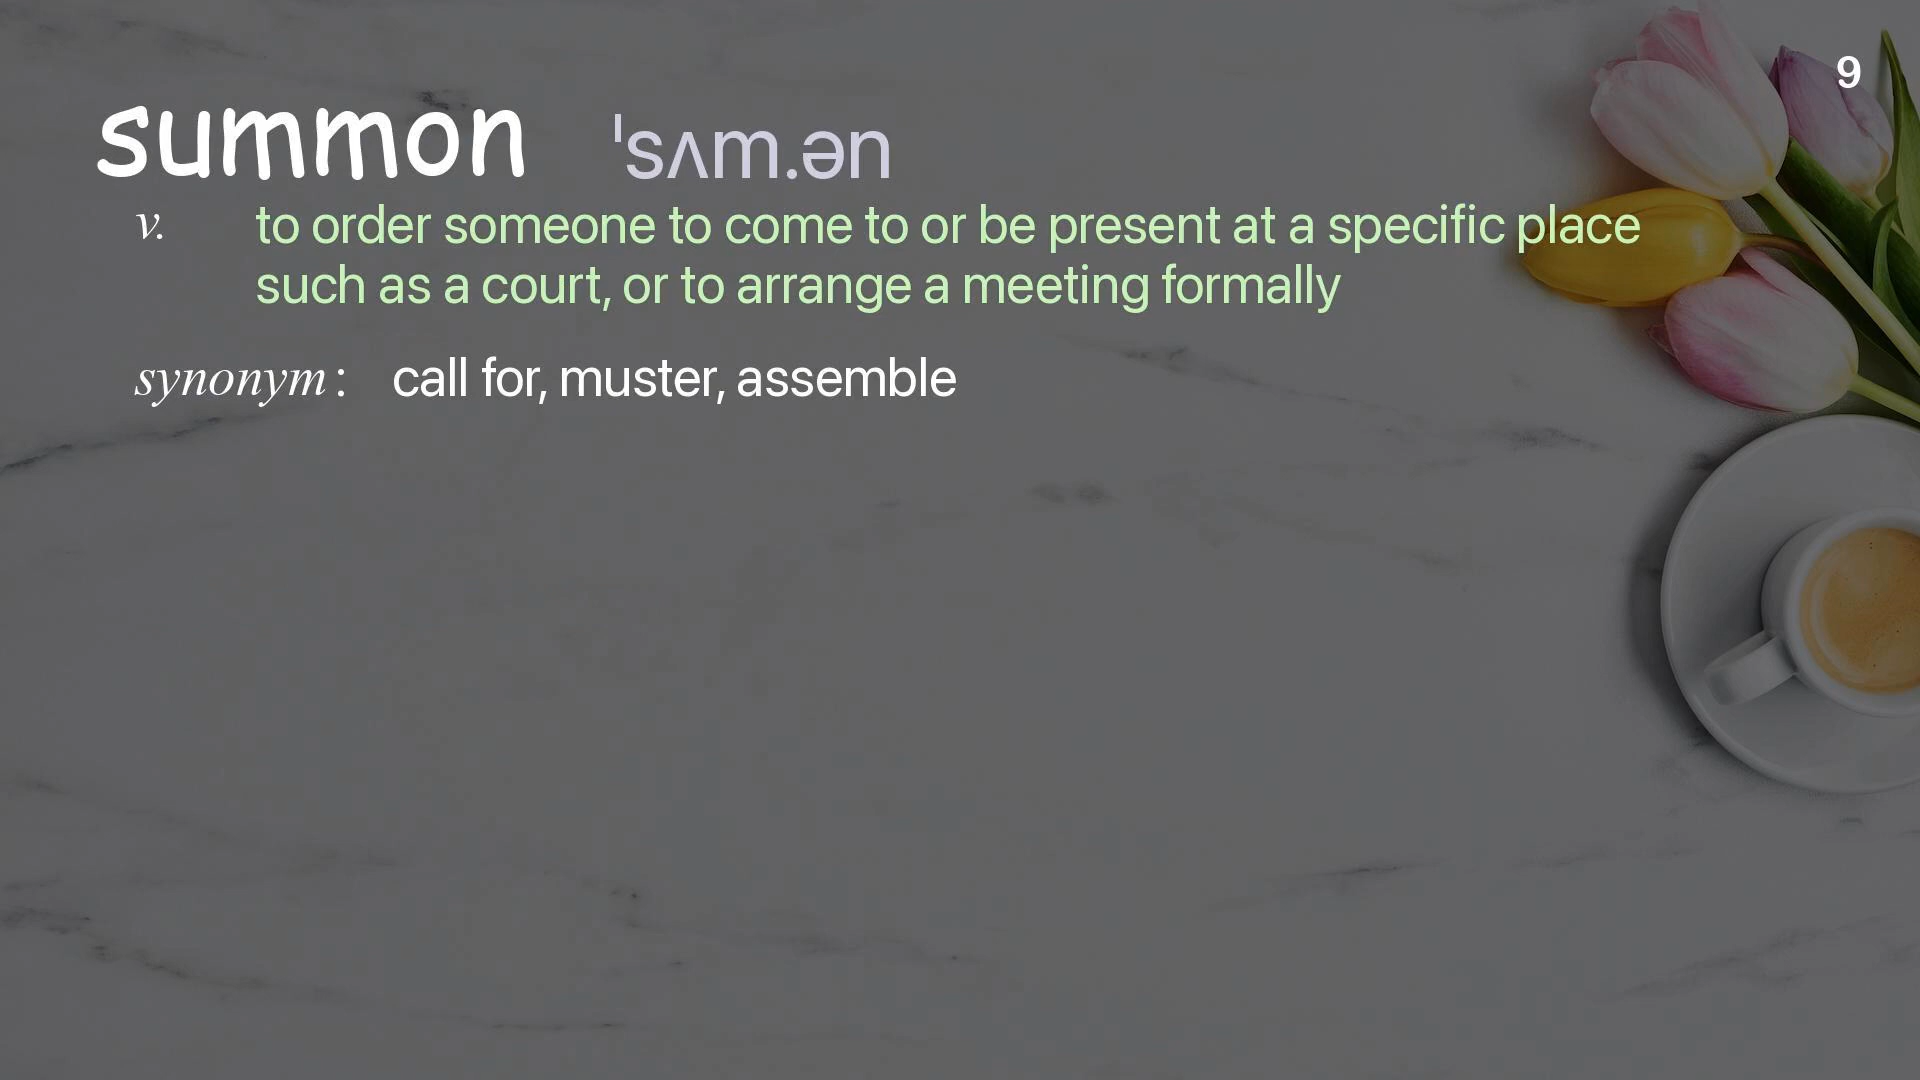 9
summon ˈsʌm.ən
v. to order someone to come to or be present at a specific place
such as a court, or to arrange a meeting formally
synonym : call for, muster, assemble